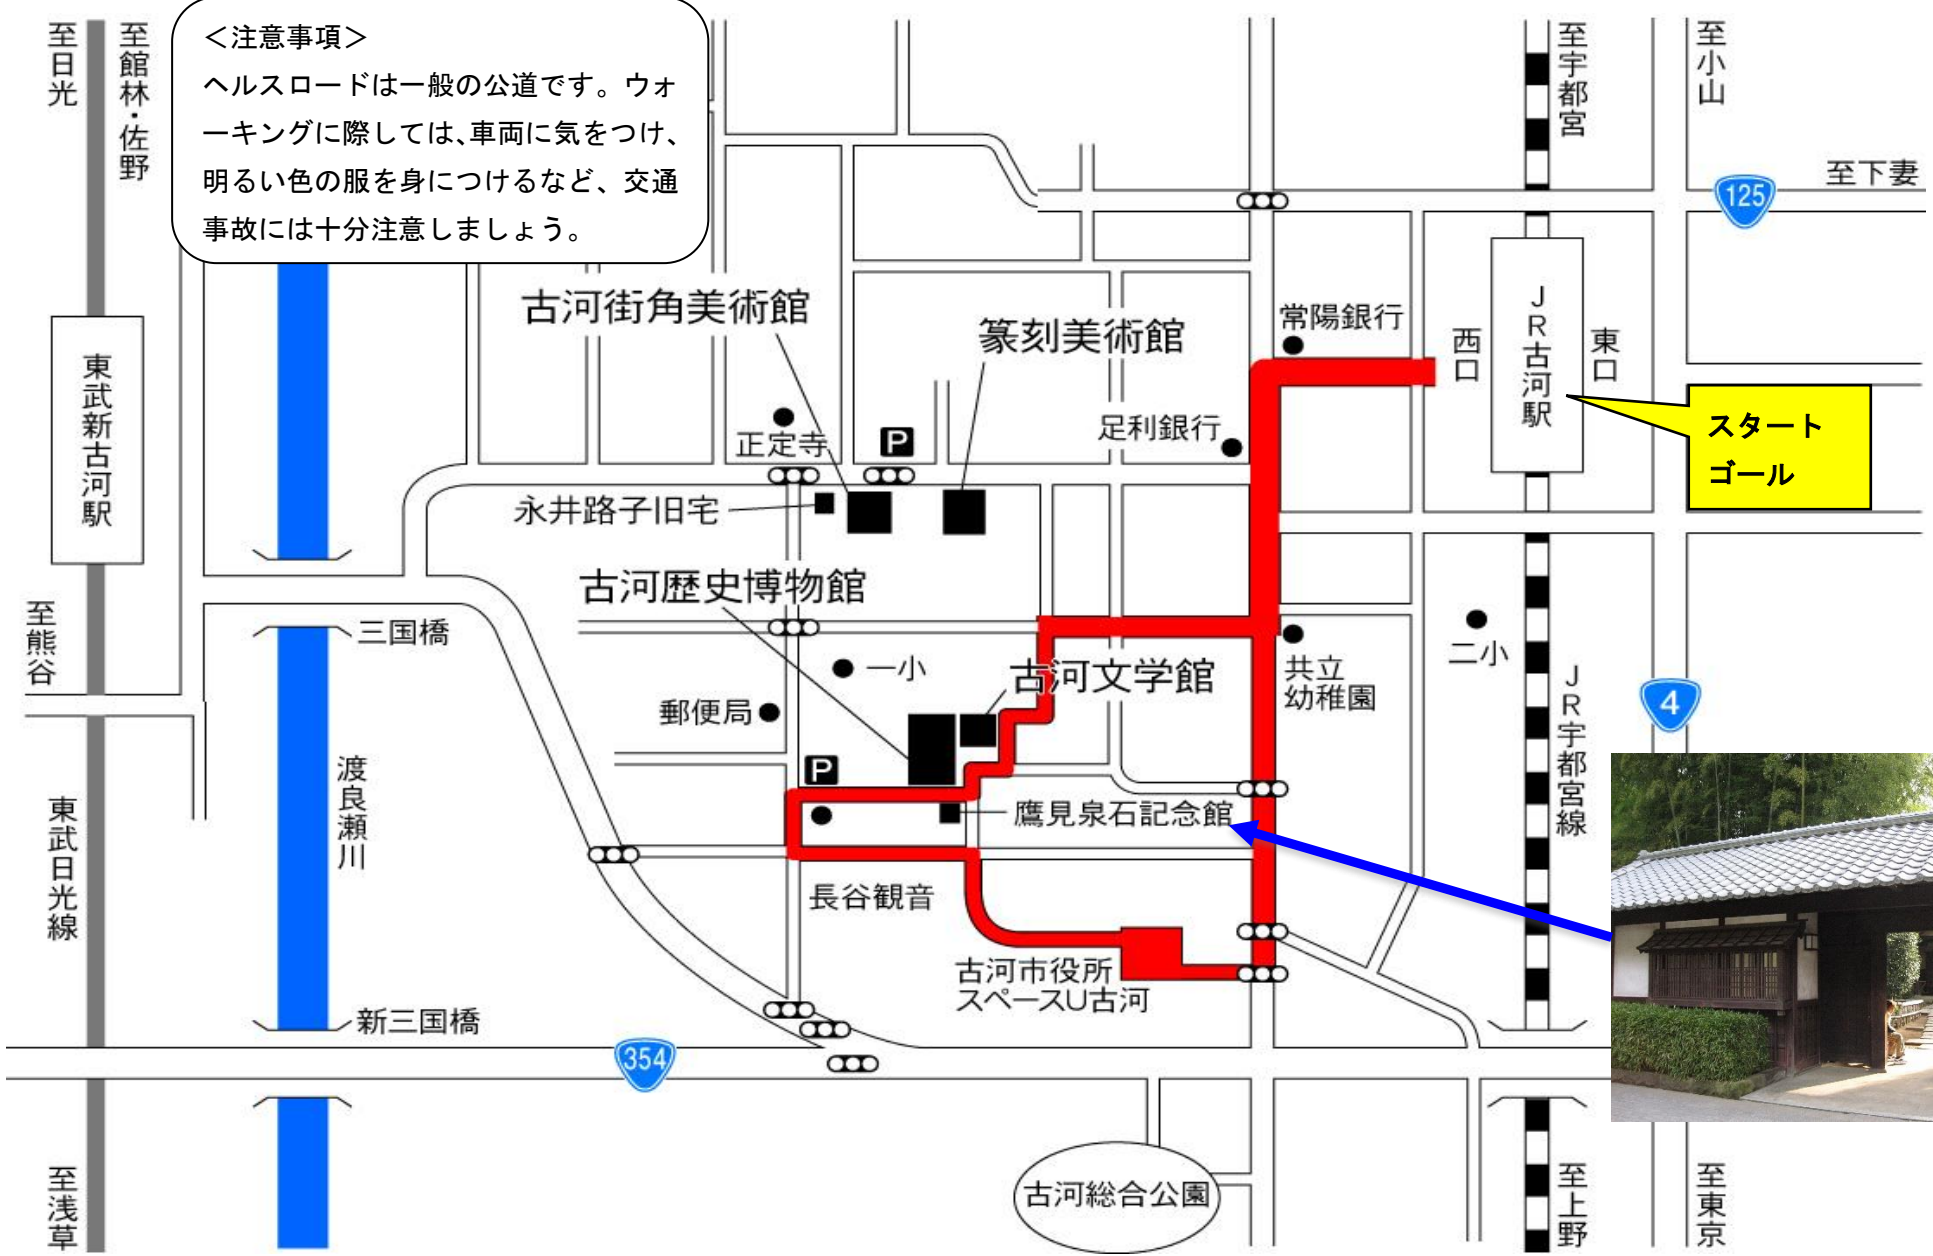 至日光
至館林・佐野
＜注意事項＞
ヘルスロードは一般の公道です。ウォ
ーキングに際しては、車両に気をつけ、
明るい色の服を身につけるなど、交通
事故には十分注意しましょう。
至宇都宮
至小山
至下妻
125
古河街角美術館
篆刻美術館
常陽銀行
西口
JR古河駅
東口
東武新古河駅
スタート
ゴール
正定寺
P
足利銀行
永井路子旧宅
古河歴史博物館
至熊谷
三国橋
一小
古河文学館
共立
幼稚園
二小
JR宇都宮線
4
郵便局
P
渡良瀬川
東武日光線
鷹見泉石記念館
長谷観音
古河市役所
スペースU古河
新三国橋
354
古河総合公園
至浅草
至上野
至東京